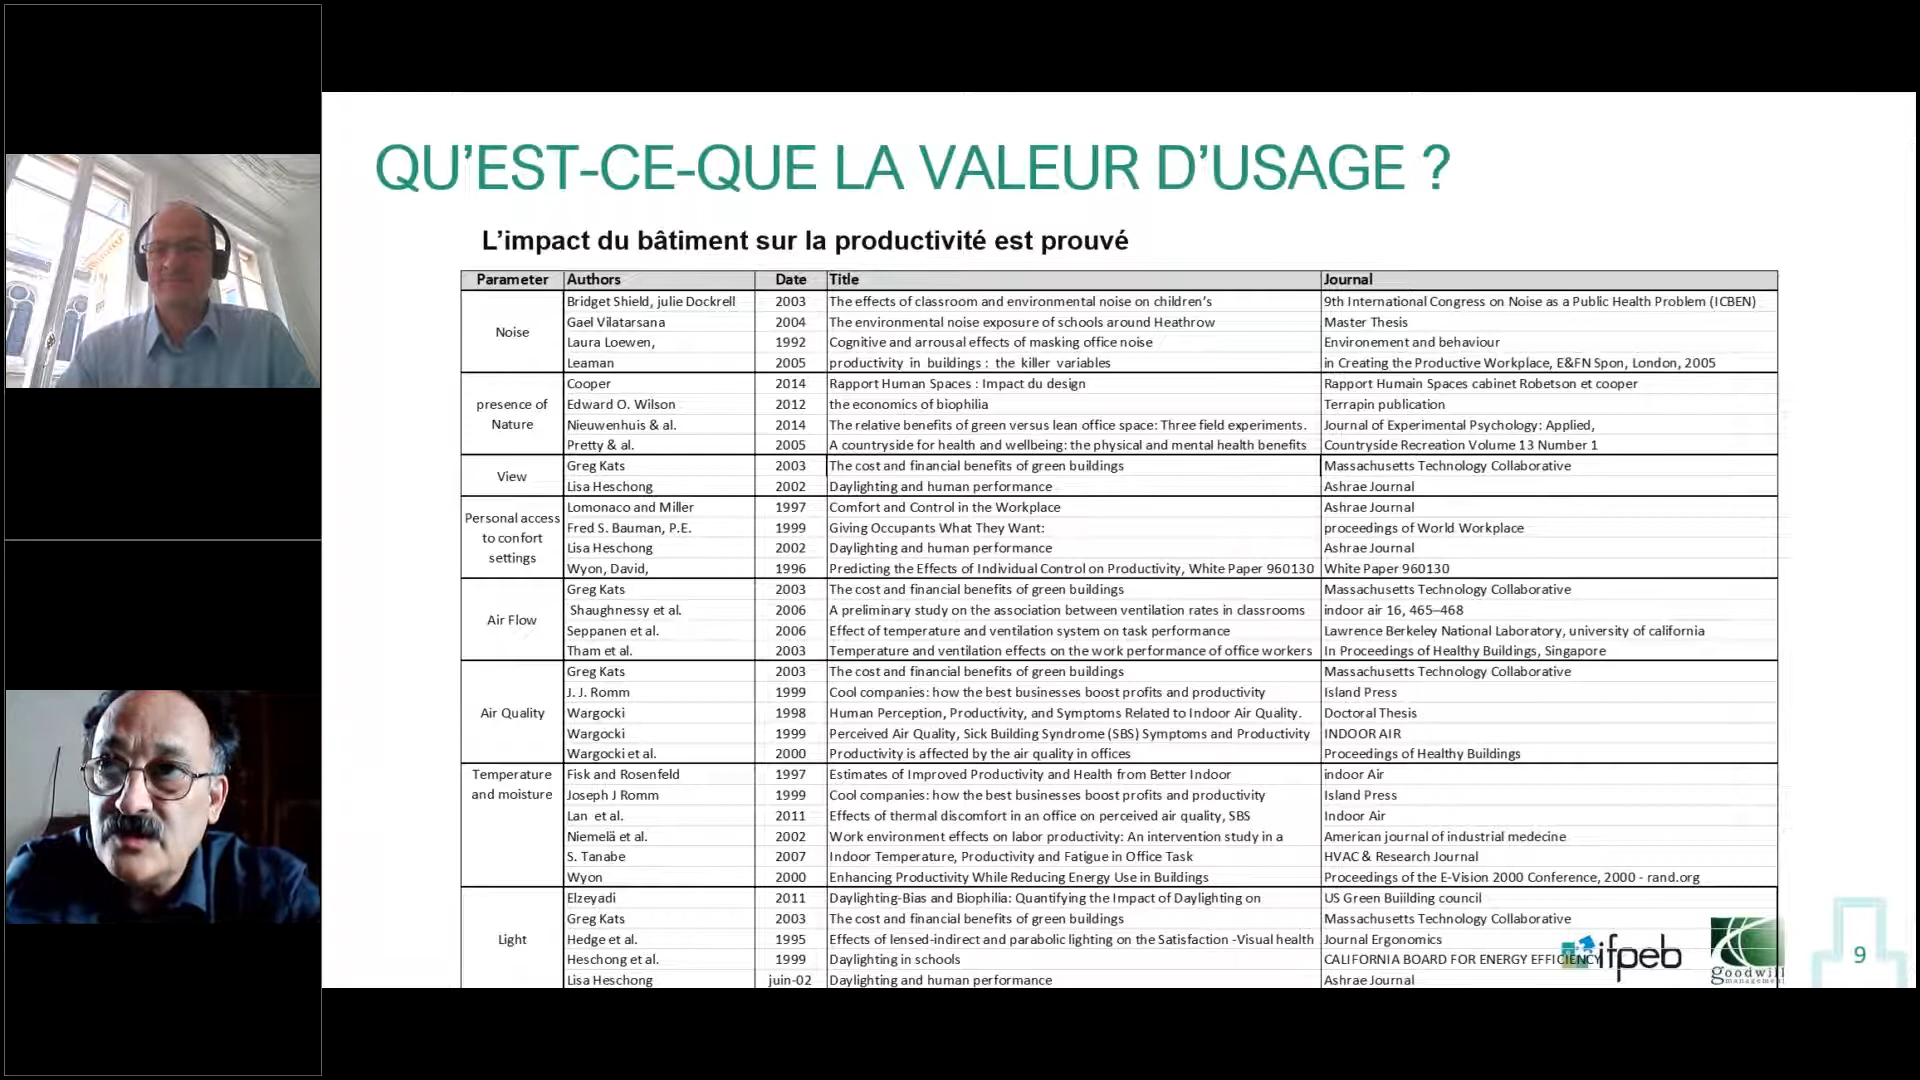 QU’EST-CE-QUE LA VALEUR D’USAGE ?
L’impact du bâtiment sur la productivité est prouvé
Parameter Authors Date Title Journal
Noise
Bridget Shield, julie Dockrell 2003 The effects of classroom and environmental noise on children’s 9th International Congress on Noise as a Public Health Problem (ICBEN)
Gael Vilatarsana 2004 The environmental noise exposure of schools around Heathrow Master Thesis
Laura Loewen, 1992 Cognitive and arrousal effects of masking office noise Environement and behaviour
Leaman 2005 productivity in buildings : the killer variables in Creating the Productive Workplace, E&FN Spon, London, 2005
presence of
Nature
Cooper 2014 Rapport Human Spaces : Impact du design Rapport Humain Spaces cabinet Robetson et cooper
Edward O. Wilson 2012 the economics of biophilia Terrapin publication
Nieuwenhuis & al. 2014 The relative benefits of green versus lean office space: Three field experiments. Journal of Experimental Psychology: Applied,
Pretty & al. 2005 A countryside for health and wellbeing: the physical and mental health benefits Countryside Recreation Volume 13 Number 1
View
Greg Kats 2003 The cost and financial benefits of green buildings Massachusetts Technology Collaborative
Lisa Heschong 2002 Daylighting and human performance Ashrae Journal
Personal access
to confort
settings
Lomonaco and Miller 1997 Comfort and Control in the Workplace Ashrae Journal
Fred S. Bauman, P.E. 1999 Giving Occupants What They Want: proceedings of World Workplace
Lisa Heschong 2002 Daylighting and human performance Ashrae Journal
Wyon, David, 1996 Predicting the Effects of Individual Control on Productivity, White Paper 960130 White Paper 960130
Air Flow
Greg Kats 2003 The cost and financial benefits of green buildings Massachusetts Technology Collaborative
Shaughnessy et al. 2006 A preliminary study on the association between ventilation rates in classrooms indoor air 16, 465–468
Seppanen et al. 2006 Effect of temperature and ventilation system on task performance Lawrence Berkeley National Laboratory, university of california
Tham et al. 2003 Temperature and ventilation effects on the work performance of office workers In Proceedings of Healthy Buildings, Singapore
Air Quality
Greg Kats 2003 The cost and financial benefits of green buildings Massachusetts Technology Collaborative
J. J. Romm 1999 Cool companies: how the best businesses boost profits and productivity Island Press
Wargocki 1998 Human Perception, Productivity, and Symptoms Related to Indoor Air Quality. Doctoral Thesis
Wargocki 1999 Perceived Air Quality, Sick Building Syndrome (SBS) Symptoms and Productivity INDOOR AIR
Wargocki et al. 2000 Productivity is affected by the air quality in offices Proceedings of Healthy Buildings
Temperature
and moisture
Fisk and Rosenfeld 1997 Estimates of Improved Productivity and Health from Better Indoor indoor Air
Joseph J Romm 1999 Cool companies: how the best businesses boost profits and productivity Island Press
Lan et al. 2011 Effects of thermal discomfort in an office on perceived air quality, SBS Indoor Air
Niemelä et al. 2002 Work environment effects on labor productivity: An intervention study in a American journal of industrial medecine
S. Tanabe 2007 Indoor Temperature, Productivity and Fatigue in Office Task HVAC & Research Journal
Wyon 2000 Enhancing Productivity While Reducing Energy Use in Buildings Proceedings of the E-Vision 2000 Conference, 2000 - rand.org
Light
Elzeyadi 2011 Daylighting-Bias and Biophilia: Quantifying the Impact of Daylighting on US Green Buiilding council
Greg Kats 2003 The cost and financial benefits of green buildings Massachusetts Technology Collaborative
Hedge et al. 1995 Effects of lensed-indirect and parabolic lighting on the Satisfaction -Visual health Journal Ergonomics
Heschong et al. 1999 Daylighting in schools CALIFORNIA BOARD FOR ENERGY EFFICIENCY
Lisa Heschong juin-02 Daylighting and human performance Ashrae Journal
ifpeb
goodwill
management
9